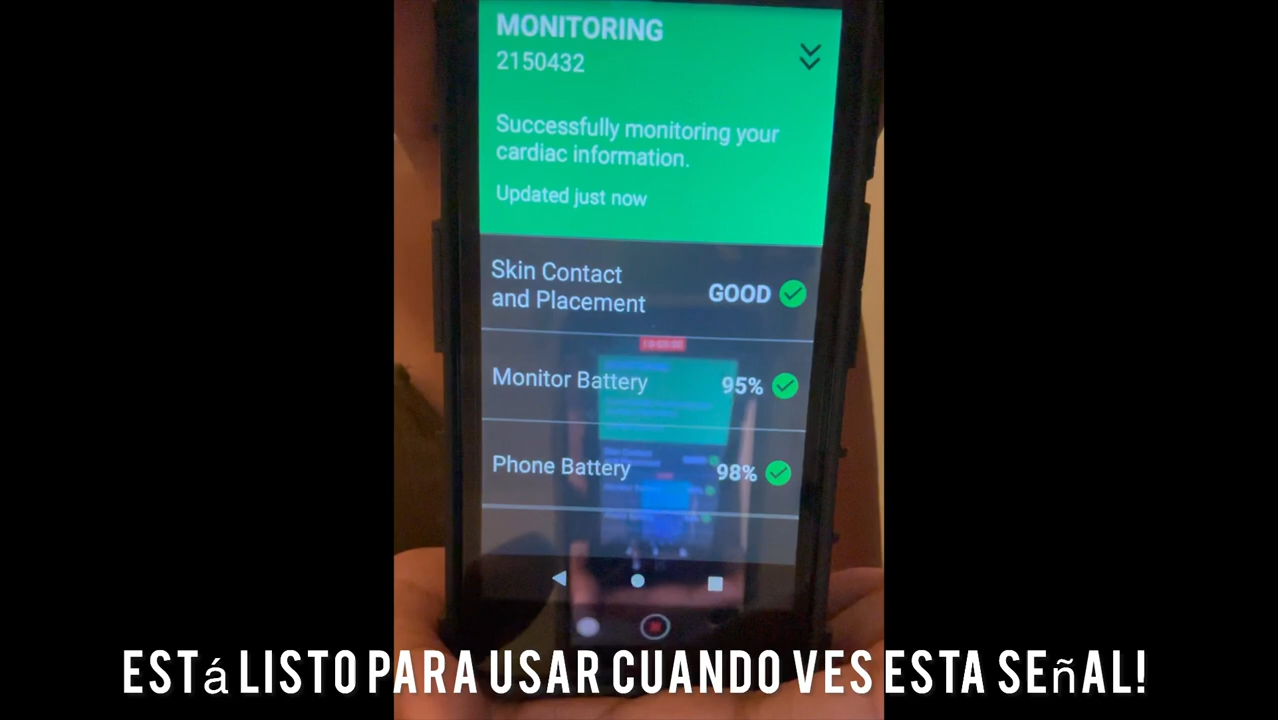 MONITORING
2150432
Successfully monitoring your
cardiac information.
Updated just now
Skin Contact
and Placement GOOD
Monitor Battery 95%
Phone Battery 98%
ESTá LISTO PARA USAR CUANDO VES ESTA SEñAL!